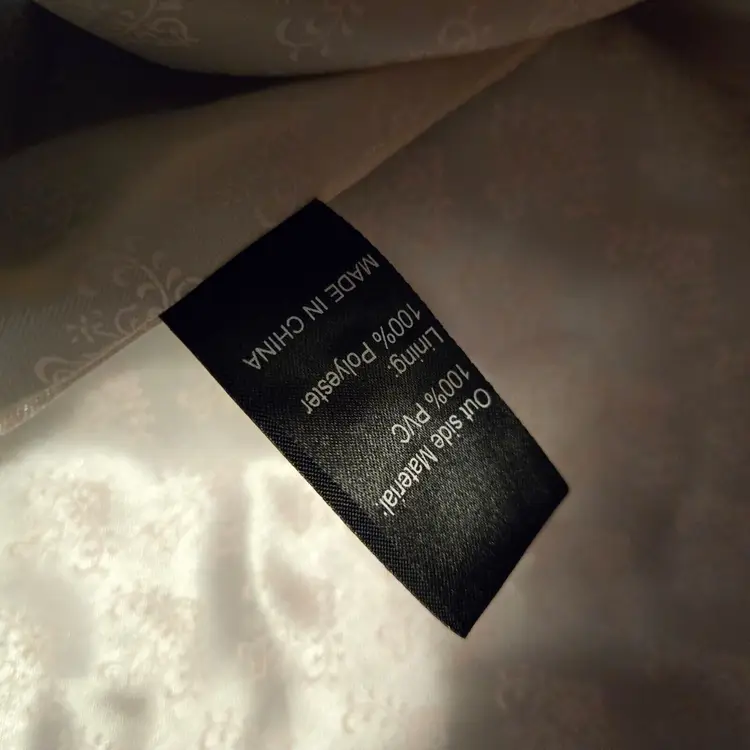 Out side Material:
100% PVC
Lining:
100% Polyester
MADE IN CHINA